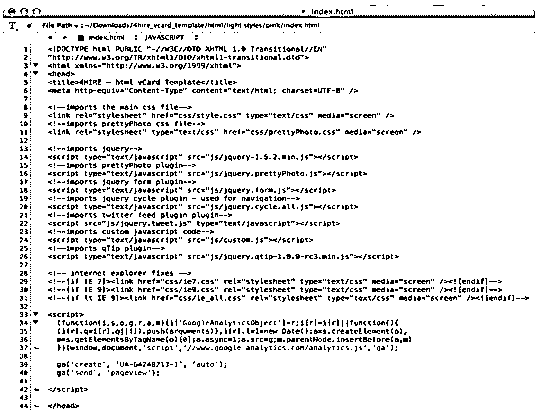 index.html
File Path : ~/Downloads/4hire_vcard_template/html/light styles/pink/index.html
index.html JAVASCRIPT
1 <!DOCTYPE html PUBLIC "-//W3C//DTD XHTML 1.0 Transitional//EN"
2 "http://www.w3.org/TR/xhtml1/DTD/xhtml1-transitional.dtd">
3 <html xmlns="http://www.w3.org/1999/xhtml">
4 <head>
5 <title>4HIRE - html vCard Template</title>
6 <meta http-equiv="Content-Type" content="text/html; charset=UTF-8" />
7
8 <!--imports the main css file-->
9 <link rel="stylesheet" href="css/style.css" type="text/css" media="screen" />
10 <!--imports prettyPhoto css file-->
11 <link rel="stylesheet" type="text/css" href="css/prettyPhoto.css" media="screen" />
12
13 <!--imports jquery-->
14 <script type="text/javascript" src="js/jquery-1.5.2.min.js"></script>
15 <!--imports prettyPhoto plugin-->
16 <script type="text/javascript" src="js/jquery.prettyPhoto.js"></script>
17 <!--imports jquery form plugin-->
18 <script type="text/javascript" src="js/jquery.form.js"></script>
19 <!--imports jquery cycle plugin - used for navigation-->
20 <script type="text/javascript" src="js/jquery.cycle.all.js"></script>
21 <!--imports twitter feed plugin plugin-->
22 <script src="js/jquery.tweet.js" type="text/javascript"></script>
23 <!--imports custom javascript code-->
24 <script type="text/javascript" src="js/custom.js"></script>
25 <!--imports qtip plugin-->
26 <script type="text/javascript" src="js/jquery.qtip-1.0.0-rc3.min.js"></script>
27
28 <!-- internet explorer fixes -->
29 <!--[if IE 7]><link href="css/ie7.css" rel="stylesheet" type="text/css" media="screen" /><![endif]-->
30 <!--[if IE 9]><link href="css/ie9.css" rel="stylesheet" type="text/css" media="screen" /><![endif]-->
31 <!--[if lt IE 9]><link href="css/ie_all.css" rel="stylesheet" type="text/css" media="screen" /><![endif]-->
32
33 <script>
34 (function(i,s,o,g,r,a,m){i['GoogleAnalyticsObject']=r;i[r]=i[r]||function(){
35 (i[r].q=i[r].q||[]).push(arguments)},i[r].l=1*new Date();a=s.createElement(o),
36 m=s.getElementsByTagName(o)[0];a.async=1;a.src=g;m.parentNode.insertBefore(a,m)
37 })(window,document,'script','//www.google-analytics.com/analytics.js','ga');
38
39 ga('create', 'UA-64248713-1', 'auto');
40 ga('send', 'pageview');
41
42 </script>
43
44 </head>